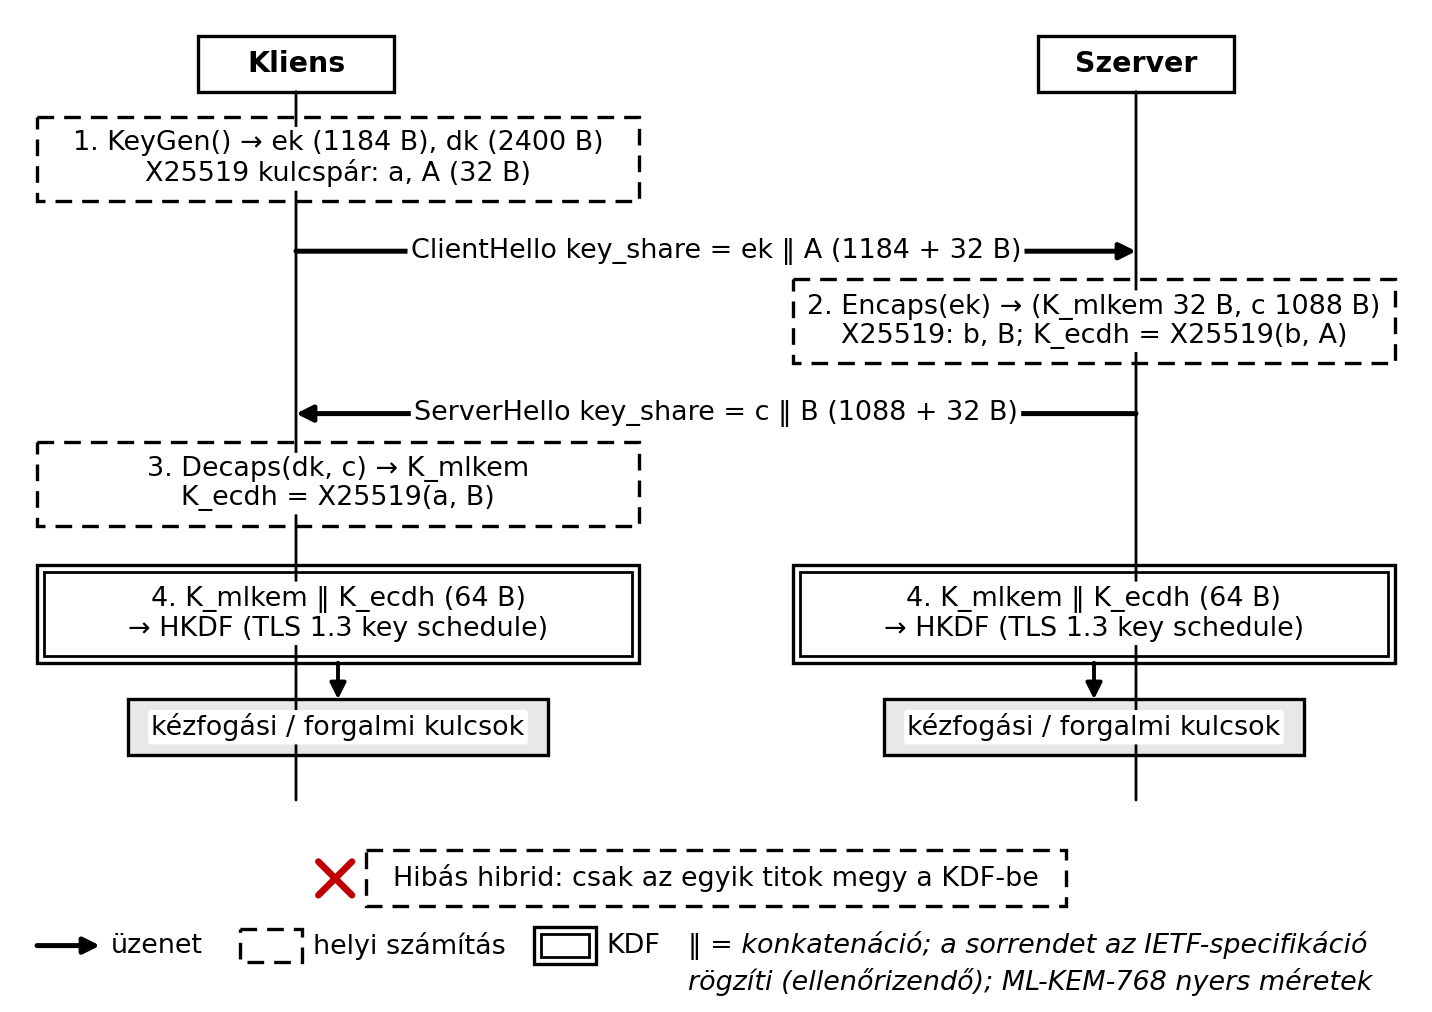 Kliens
Szerver
1. KeyGen() → ek (1184 B), dk (2400 B)
X25519 kulcspár: a, A (32 B)
ClientHello key_share = ek ∥ A (1184 + 32 B)
2. Encaps(ek) → (K_mlkem 32 B, c 1088 B)
X25519: b, B; K_ecdh = X25519(b, A)
ServerHello key_share = c ∥ B (1088 + 32 B)
3. Decaps(dk, c) → K_mlkem
K_ecdh = X25519(a, B)
4. K_mlkem ∥ K_ecdh (64 B)
→ HKDF (TLS 1.3 key schedule)
4. K_mlkem ∥ K_ecdh (64 B)
→ HKDF (TLS 1.3 key schedule)
kézfogási / forgalmi kulcsok
kézfogási / forgalmi kulcsok
Hibás hibrid: csak az egyik titok megy a KDF-be
üzenet
helyi számítás
KDF
∥ = konkatenáció; a sorrendet az IETF-specifikáció
rögzíti (ellenőrizendő); ML-KEM-768 nyers méretek